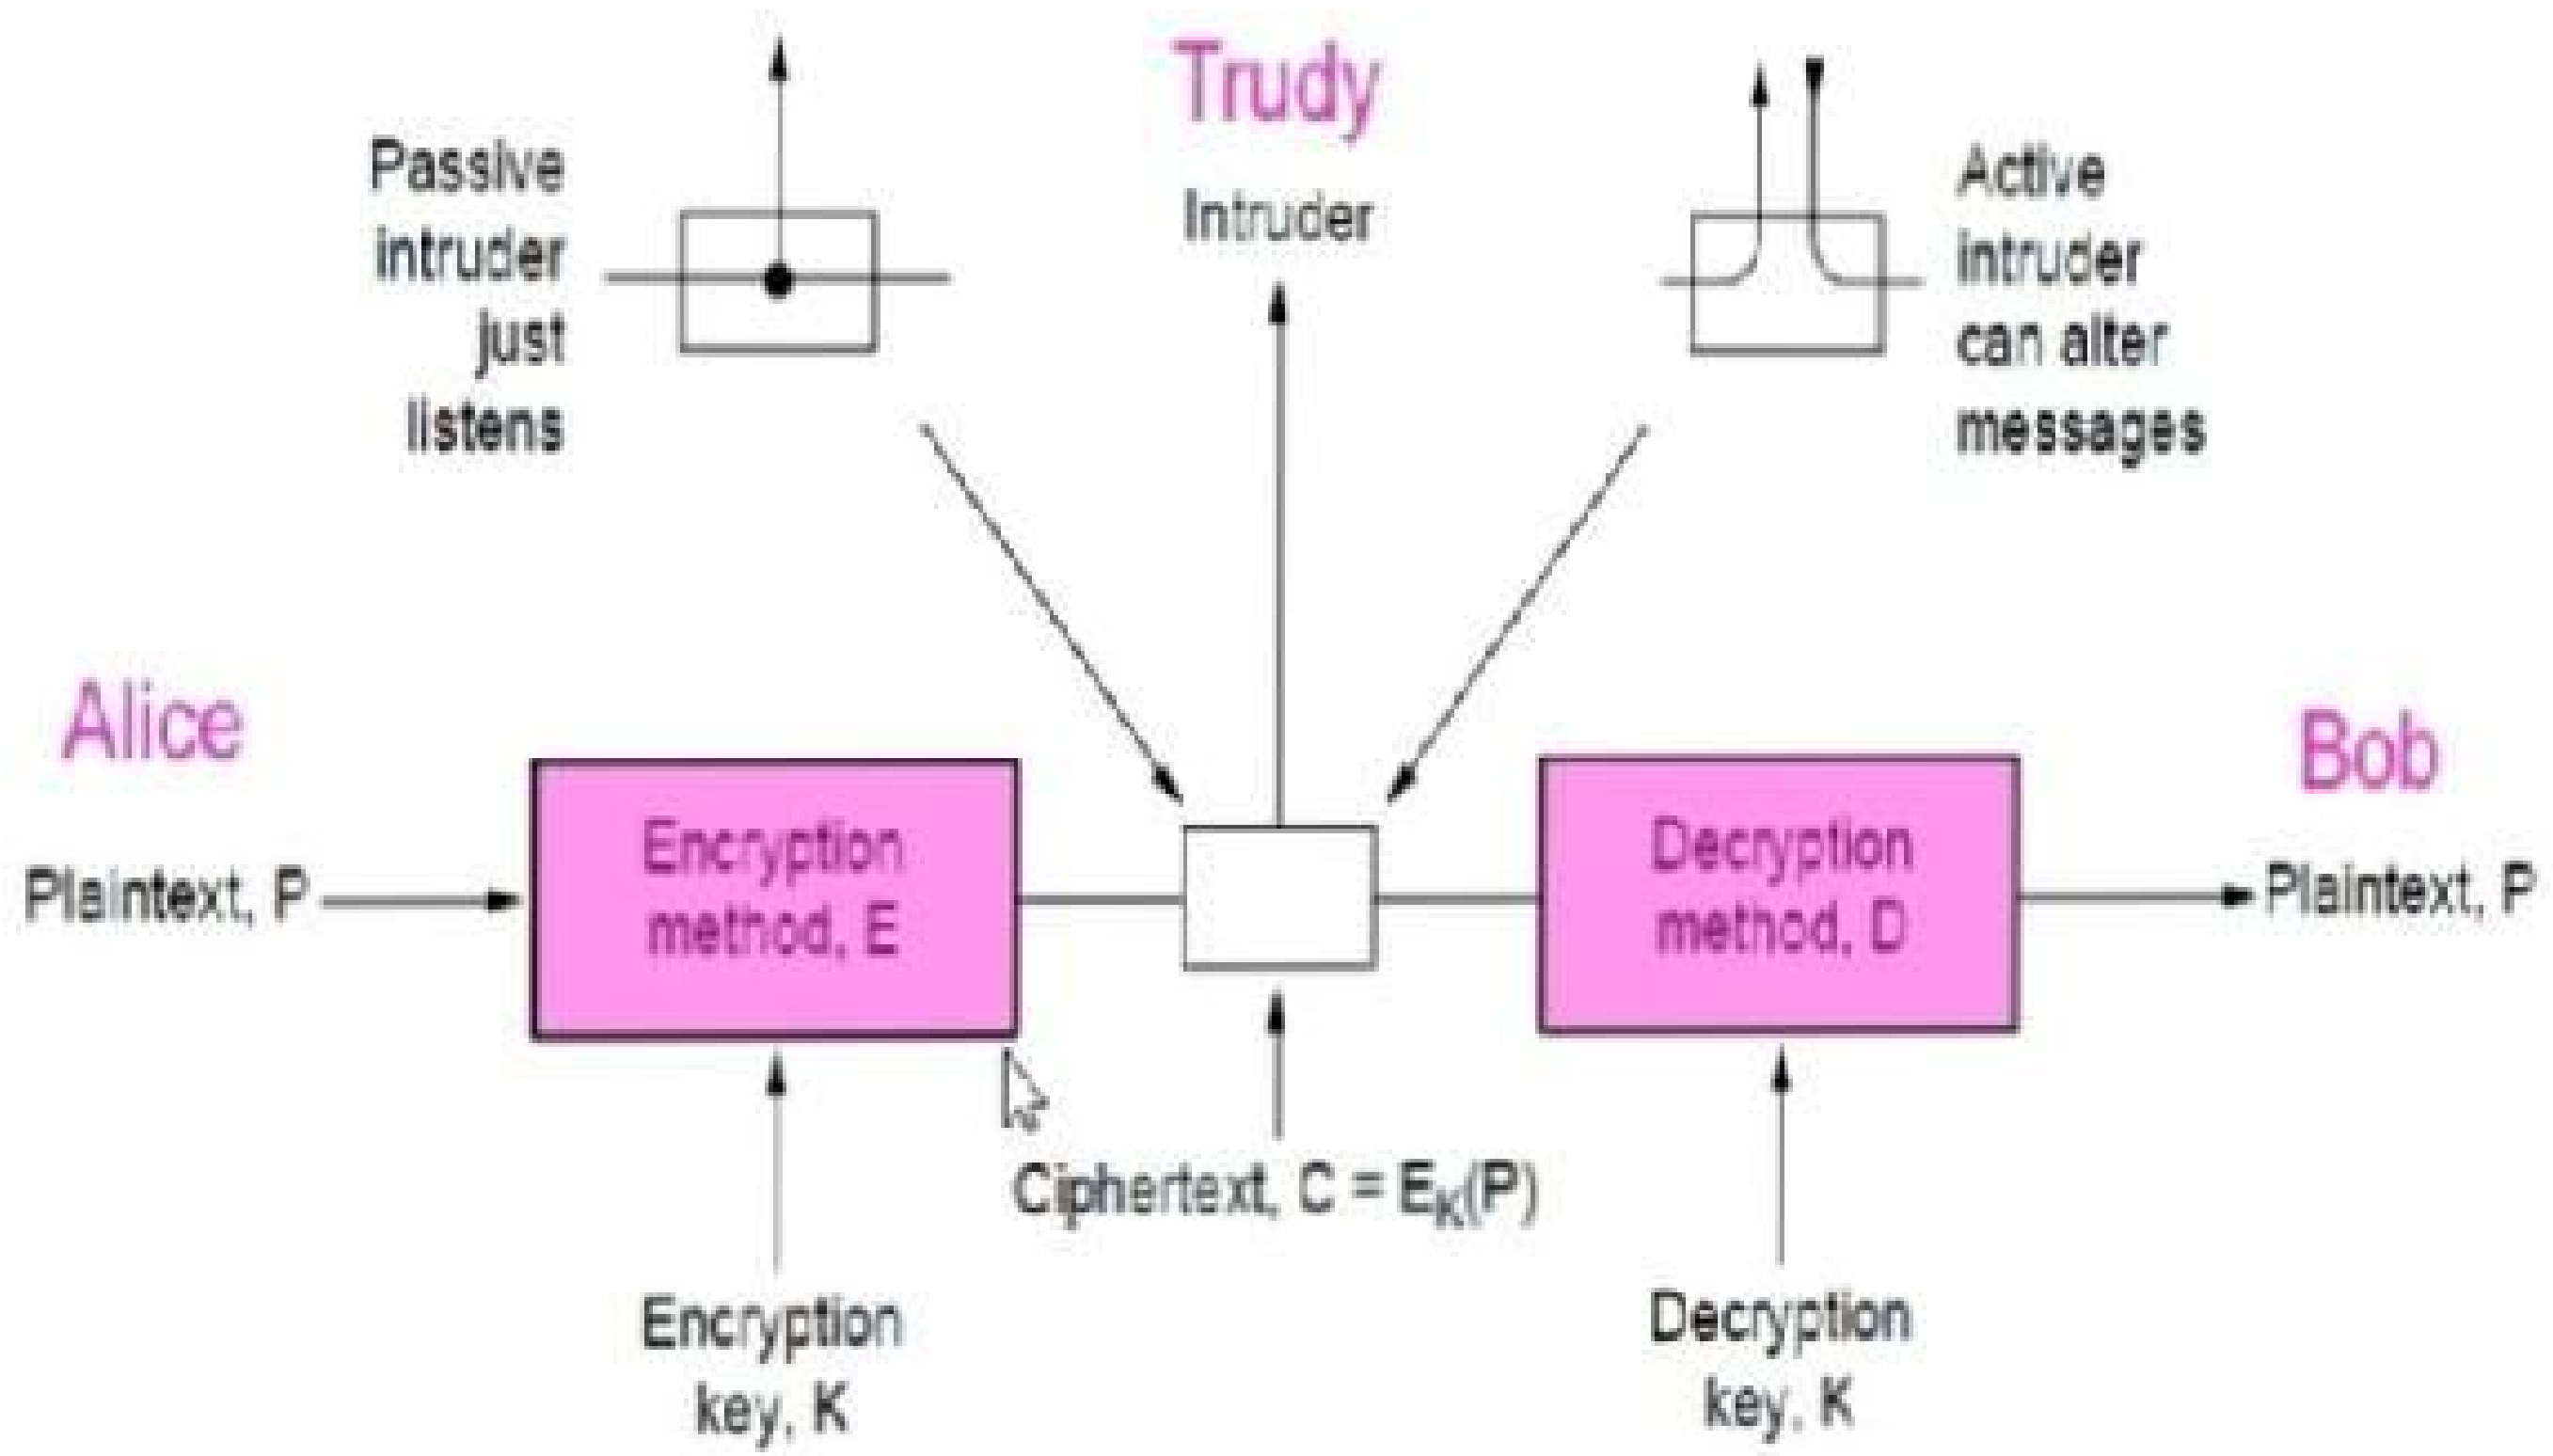 Trudy
Intruder
Passive
intruder
just
listens
Active
intruder
can alter
messages
Alice
Bob
Plaintext, P
Encryption
method, E
Decryption
method, D
Plaintext, P
Ciphertext, C = E_K(P)
Encryption
key, K
Decryption
key, K